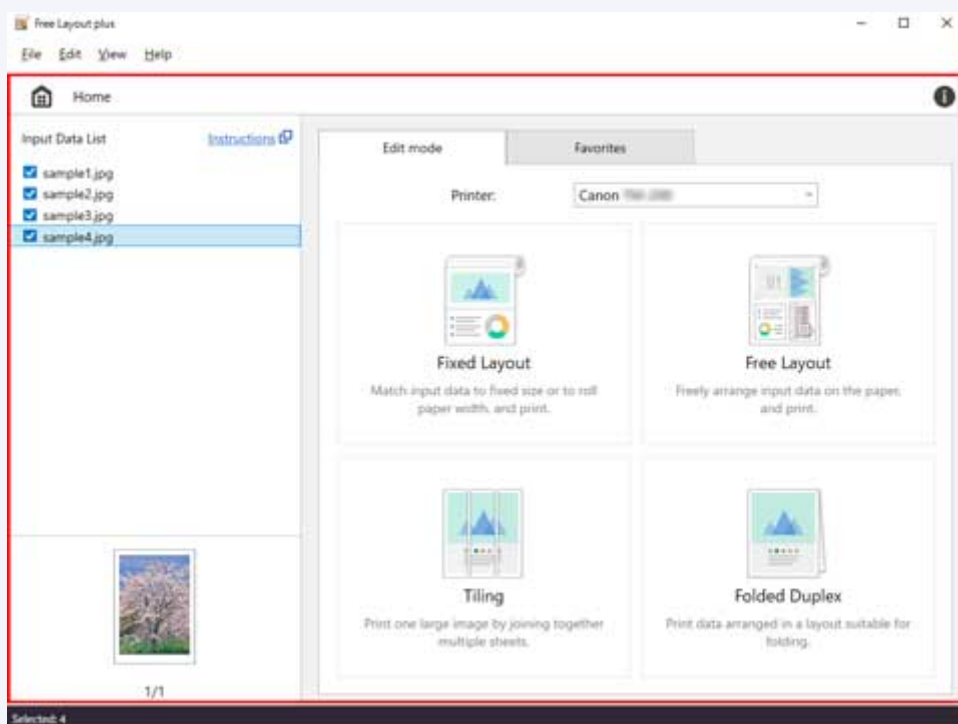 Free Layout plus
File Edit View Help
Home
Input Data List Instructions
sample1.jpg
sample2.jpg
sample3.jpg
sample4.jpg
1/1
Edit mode Favorites
Printer: Canon
01
Fixed Layout
Match input data to fixed size or to roll
paper width, and print.
Free Layout
Freely arrange input data on the paper,
and print.
Tiling
Print one large image by joining together
multiple sheets.
Folded Duplex
Print data arranged in a layout suitable for
folding.
Selected: 4